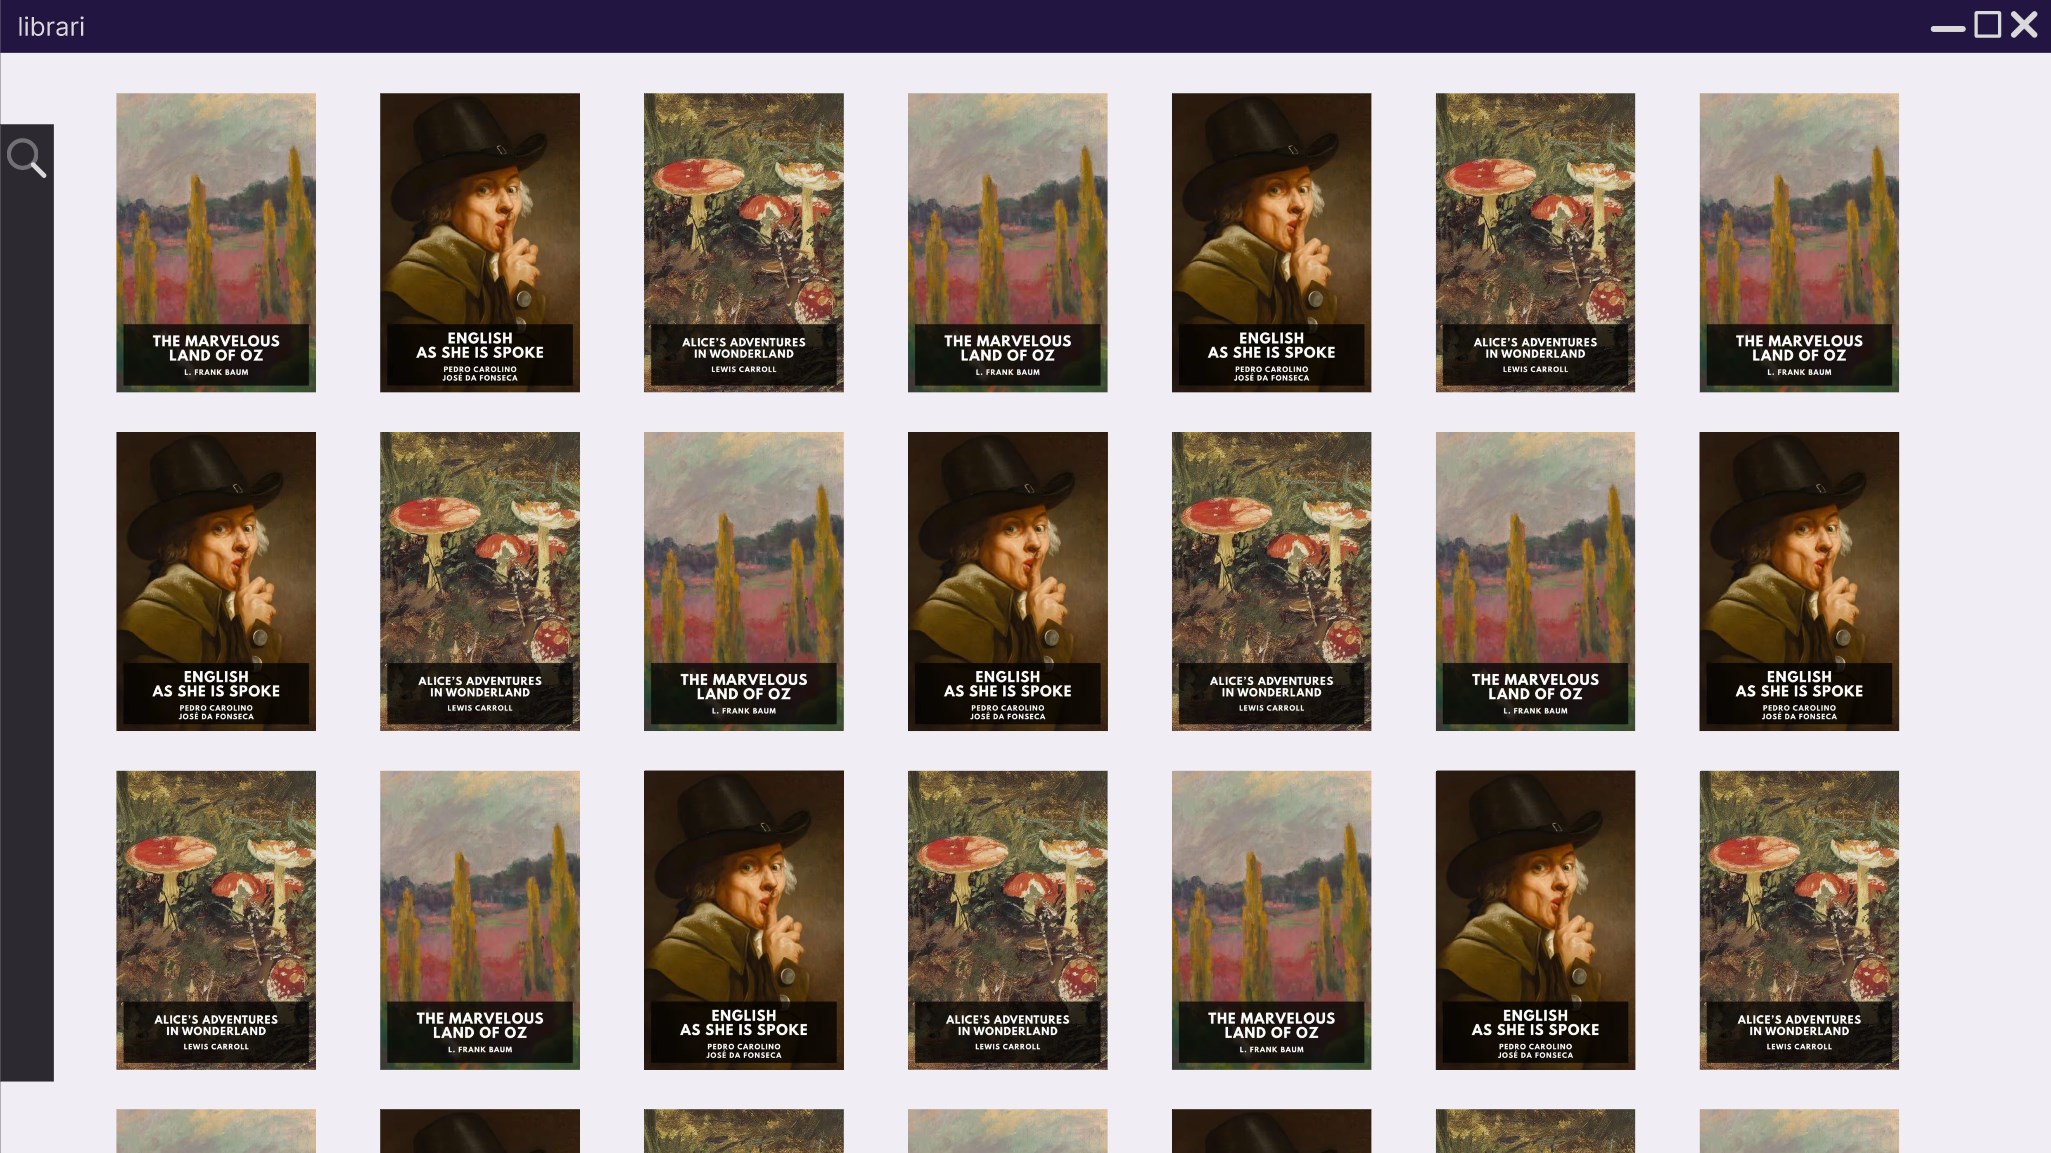 librari
THE MARVELOUS
LAND OF OZ
L. FRANK BAUM
ENGLISH
AS SHE IS SPOKE
PEDRO CAROLINO
JOSÉ DA FONSECA
ALICE'S ADVENTURES
IN WONDERLAND
LEWIS CARROLL
THE MARVELOUS
LAND OF OZ
L. FRANK BAUM
ENGLISH
AS SHE IS SPOKE
PEDRO CAROLINO
JOSÉ DA FONSECA
ALICE'S ADVENTURES
IN WONDERLAND
LEWIS CARROLL
THE MARVELOUS
LAND OF OZ
L. FRANK BAUM
ENGLISH
AS SHE IS SPOKE
PEDRO CAROLINO
JOSÉ DA FONSECA
ALICE'S ADVENTURES
IN WONDERLAND
LEWIS CARROLL
THE MARVELOUS
LAND OF OZ
L. FRANK BAUM
ENGLISH
AS SHE IS SPOKE
PEDRO CAROLINO
JOSÉ DA FONSECA
ALICE'S ADVENTURES
IN WONDERLAND
LEWIS CARROLL
THE MARVELOUS
LAND OF OZ
L. FRANK BAUM
ENGLISH
AS SHE IS SPOKE
PEDRO CAROLINO
JOSÉ DA FONSECA
ALICE'S ADVENTURES
IN WONDERLAND
LEWIS CARROLL
THE MARVELOUS
LAND OF OZ
L. FRANK BAUM
ENGLISH
AS SHE IS SPOKE
PEDRO CAROLINO
JOSÉ DA FONSECA
ALICE'S ADVENTURES
IN WONDERLAND
LEWIS CARROLL
THE MARVELOUS
LAND OF OZ
L. FRANK BAUM
ENGLISH
AS SHE IS SPOKE
PEDRO CAROLINO
JOSÉ DA FONSECA
ALICE'S ADVENTURES
IN WONDERLAND
LEWIS CARROLL